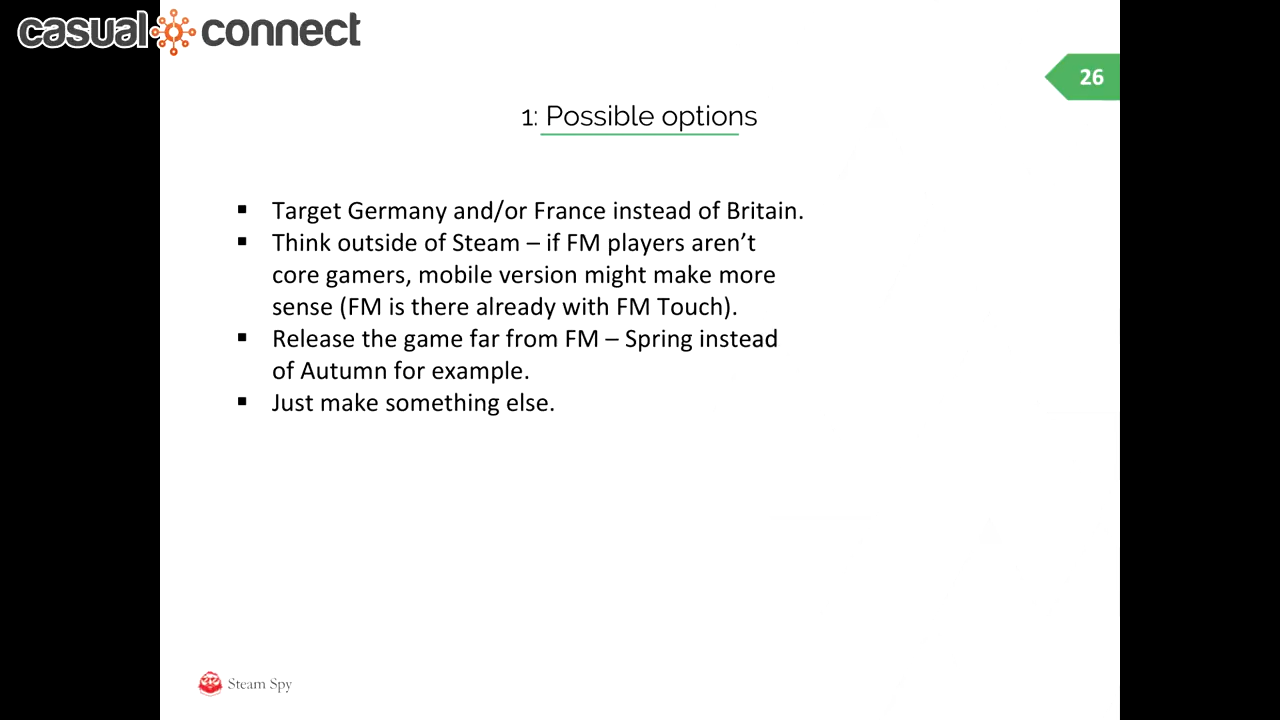 casual connect
26
1: Possible options
▪ Target Germany and/or France instead of Britain.
▪ Think outside of Steam – if FM players aren’t
core gamers, mobile version might make more
sense (FM is there already with FM Touch).
▪ Release the game far from FM – Spring instead
of Autumn for example.
▪ Just make something else.
Steam Spy